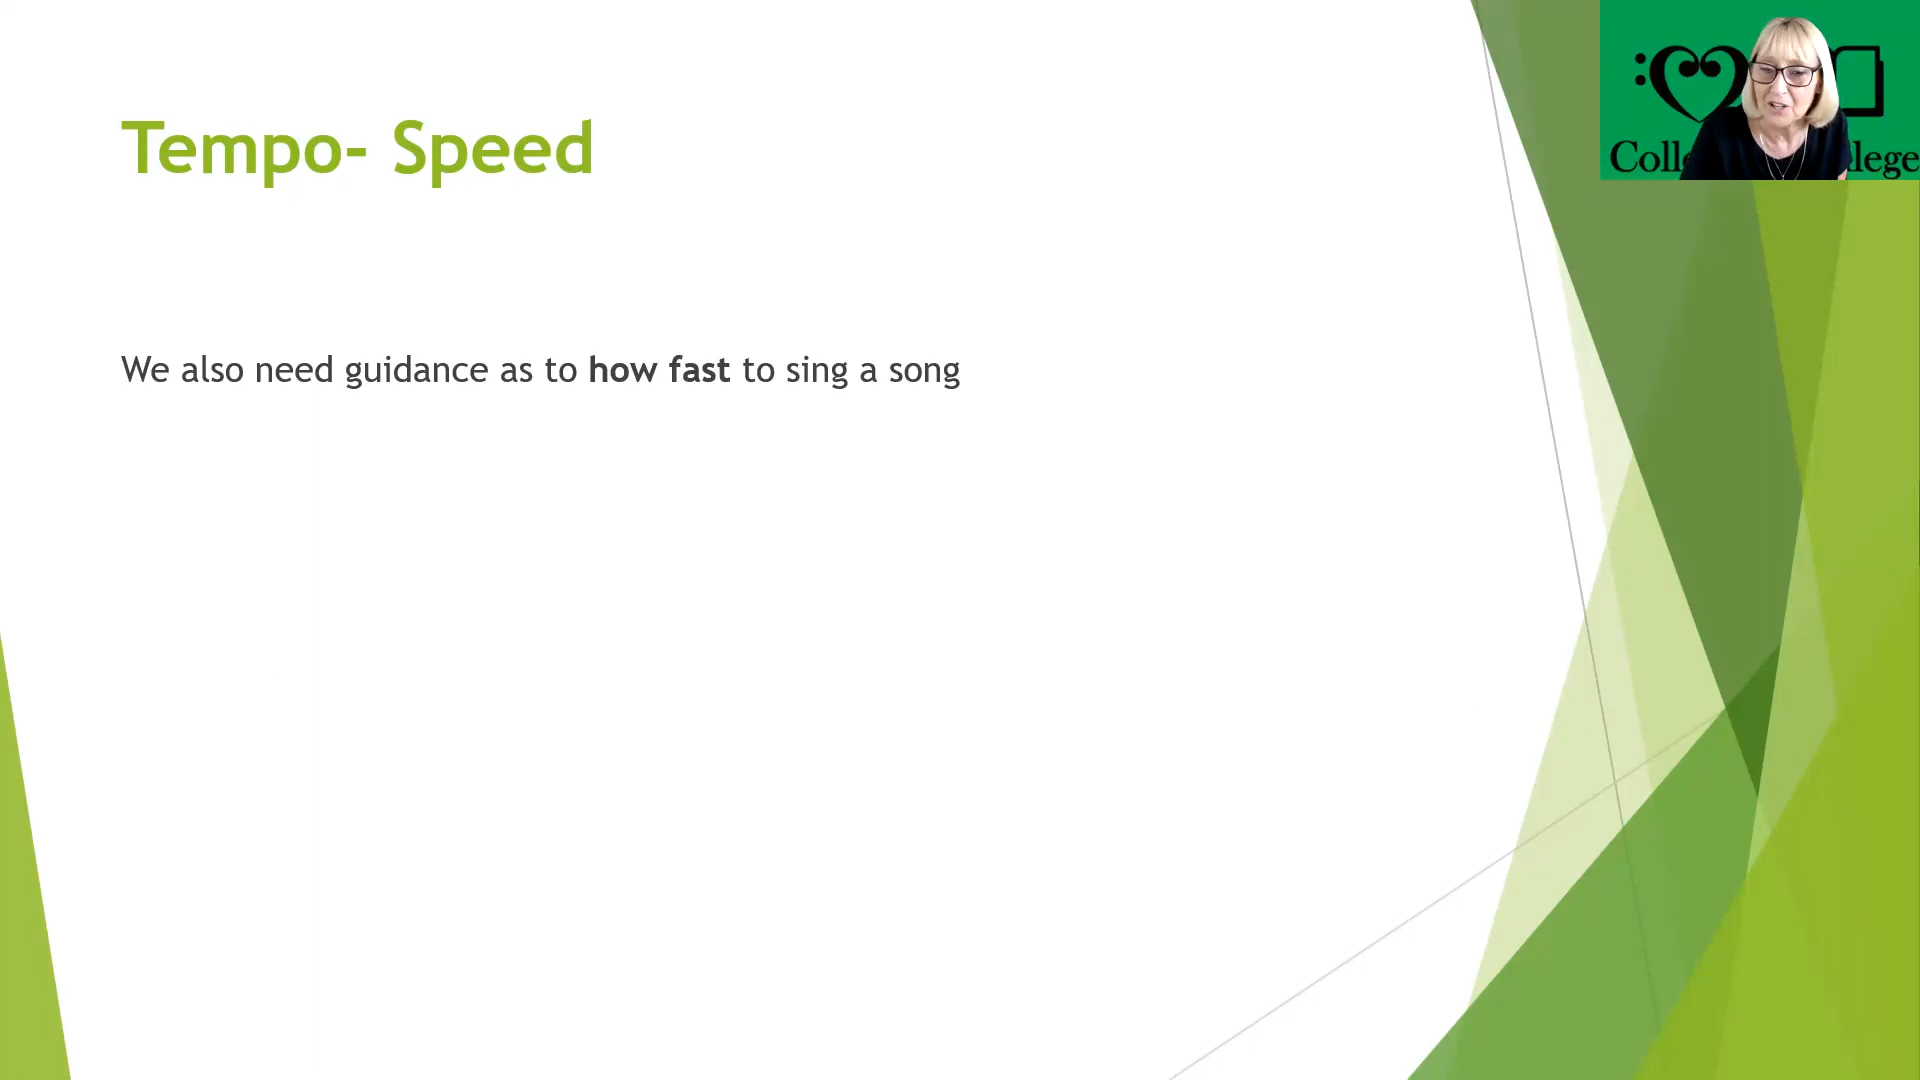 Tempo- Speed
We also need guidance as to how fast to sing a song